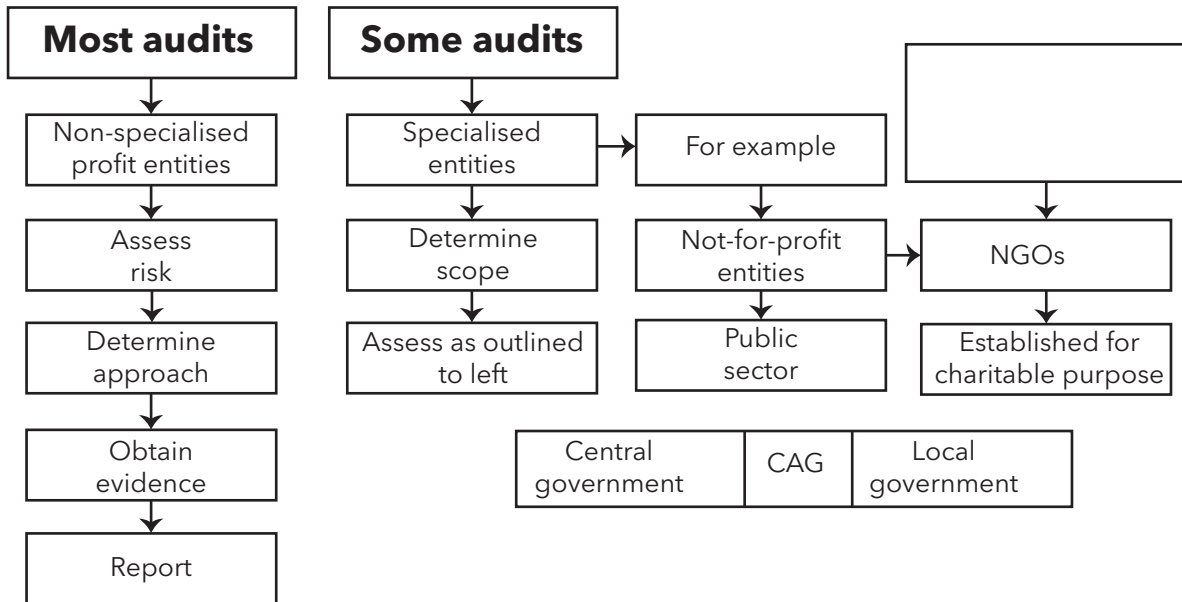 Most audits
Some audits
Non-specialised
profit entities
Specialised
entities
For example
Assess
risk
Determine
scope
Not-for-profit
entities
NGOs
Determine
approach
Assess as outlined
to left
Public
sector
Established for
charitable purpose
Obtain
evidence
Central
government
CAG
Local
government
Report